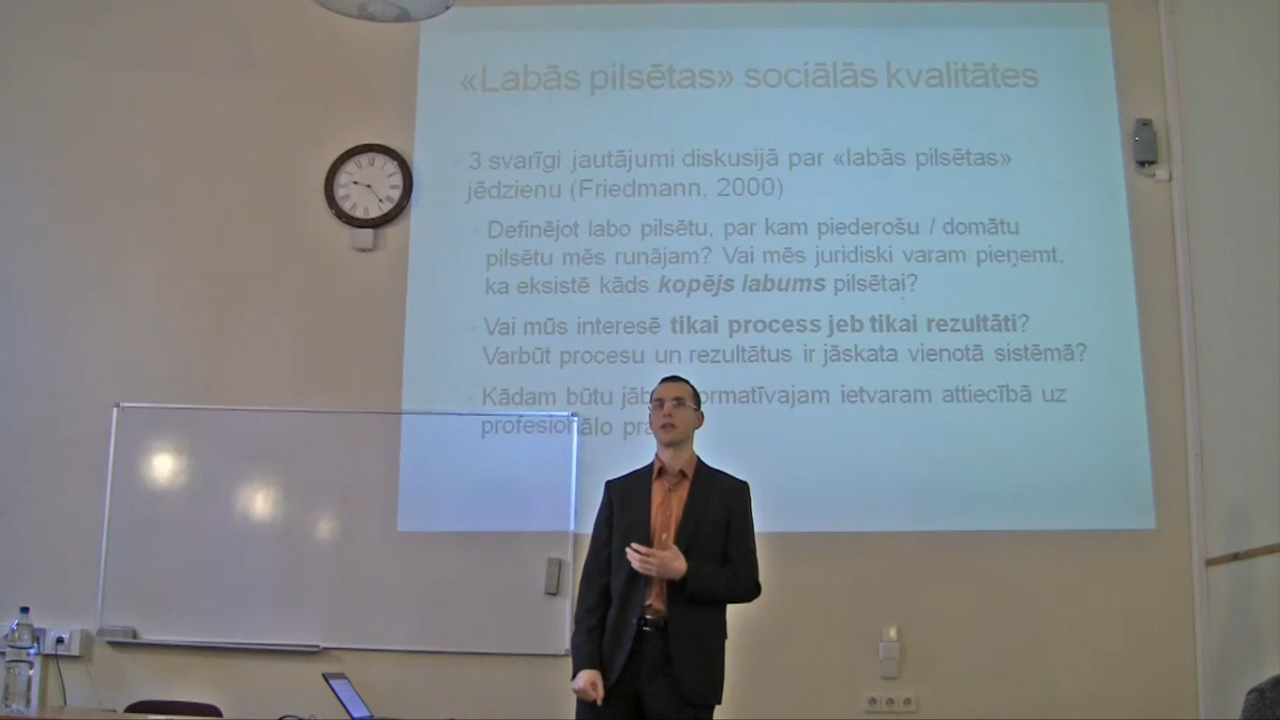 «Labās pilsētas» sociālās kvalitātes
3 svarīgi jautājumi diskusijā par «labās pilsētas»
jēdzienu (Friedmann, 2000)
Definējot labo pilsētu, par kam piederošu / domātu
pilsētu mēs runājam? Vai mēs juridiski varam pieņemt,
ka eksistē kāds kopējs labums pilsētai?
Vai mūs interesē tikai process jeb tikai rezultāti?
Varbūt procesu un rezultātus ir jāskata vienotā sistēmā?
Kādam būtu ietvaram attiecībā uz
profesionālo